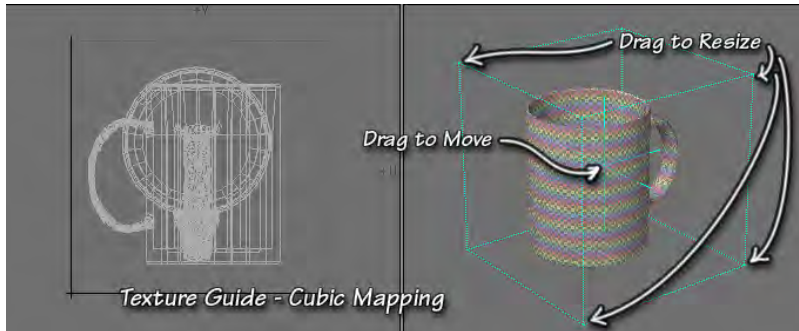 +V
Drag to Resize
Drag to Move
+U
Texture Guide - Cubic Mapping